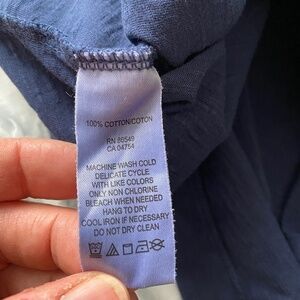 100% COTTON/COTON
RN 86549
CA 04754
MACHINE WASH COLD
DELICATE CYCLE
WITH LIKE COLORS
ONLY NON CHLORINE
BLEACH WHEN NEEDED
HANG TO DRY
COOL IRON IF NECESSARY
DO NOT DRY CLEAN